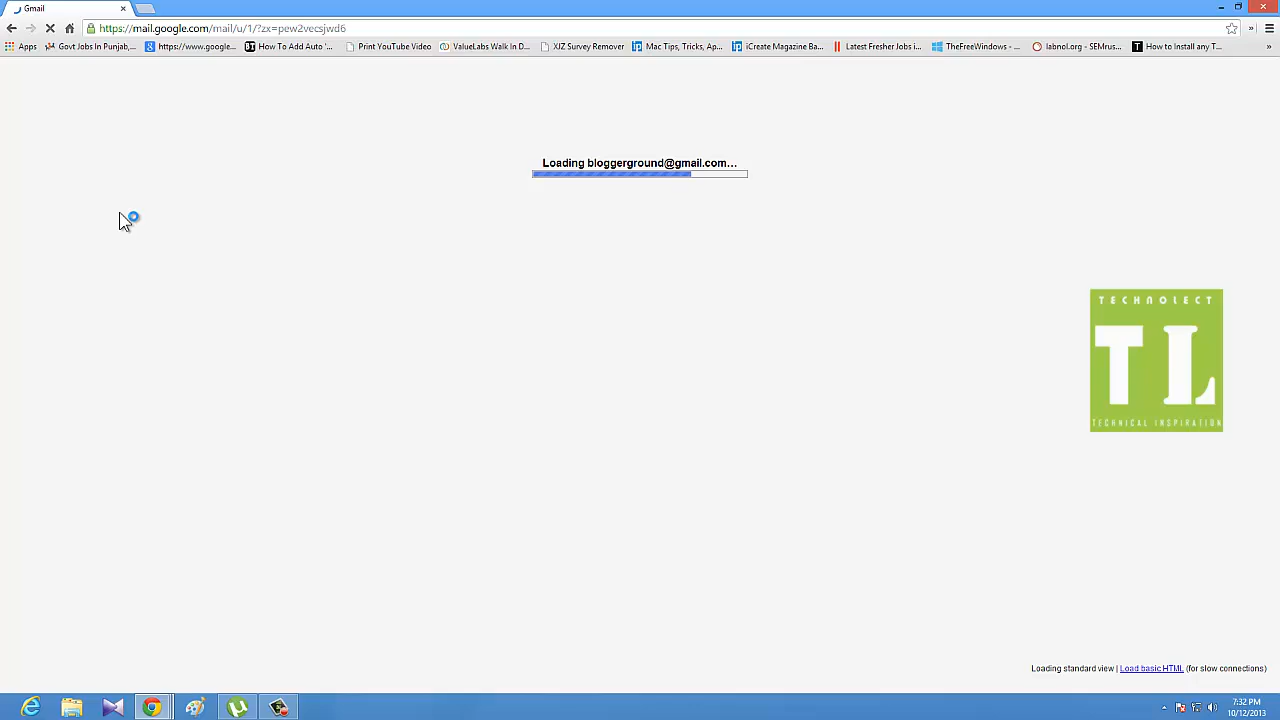 Gmail
https://mail.google.com/mail/u/1/?zx=pew2vecsjwd6
Apps Govt Jobs In Punjab,... https://www.google... How To Add Auto '... Print YouTube Video ValueLabs Walk In D... XJZ Survey Remover Mac Tips, Tricks, Ap... iCreate Magazine Ba... Latest Fresher Jobs i... TheFreeWindows - ... labnol.org - SEMrus... How to Install any T...
Loading bloggerground@gmail.com...
TECHNOLECT
TL
TECHNICAL INSPIRATION
Loading standard view | Load basic HTML (for slow connections)
7:32 PM
10/12/2013